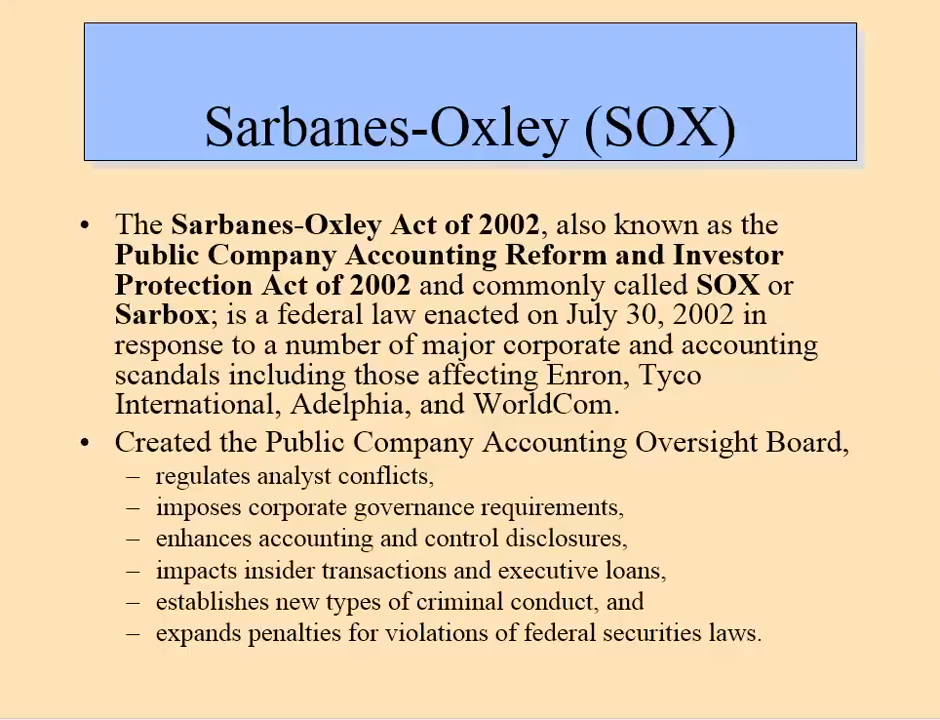 Sarbanes-Oxley (SOX)
• The Sarbanes-Oxley Act of 2002, also known as the
Public Company Accounting Reform and Investor
Protection Act of 2002 and commonly called SOX or
Sarbox; is a federal law enacted on July 30, 2002 in
response to a number of major corporate and accounting
scandals including those affecting Enron, Tyco
International, Adelphia, and WorldCom.
• Created the Public Company Accounting Oversight Board,
– regulates analyst conflicts,
– imposes corporate governance requirements,
– enhances accounting and control disclosures,
– impacts insider transactions and executive loans,
– establishes new types of criminal conduct, and
– expands penalties for violations of federal securities laws.